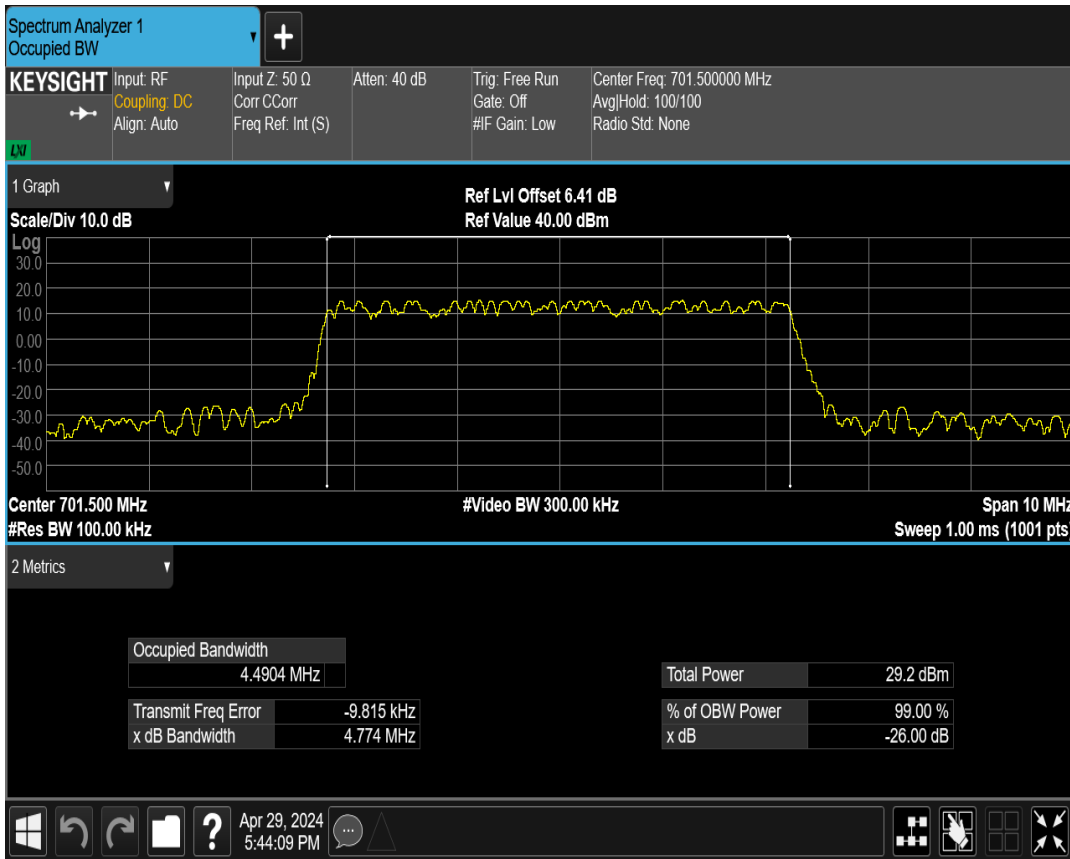 Spectrum Analyzer 1
Occupied BW
KEYSIGHT
LXI
Input: RF
Coupling: DC
Align: Auto
Input Z: 50 Ω
Corr CCorr
Freq Ref: Int (S)
Atten: 40 dB
Trig: Free Run
Gate: Off
#IF Gain: Low
Center Freq: 701.500000 MHz
Avg|Hold: 100/100
Radio Std: None
1 Graph
Scale/Div 10.0 dB
Ref Lvl Offset 6.41 dB
Ref Value 40.00 dBm
Log
30.0
20.0
10.0
0.00
-10.0
-20.0
-30.0
-40.0
-50.0
Center 701.500 MHz
#Video BW 300.00 kHz
Span 10 MHz
#Res BW 100.00 kHz
Sweep 1.00 ms (1001 pts)
2 Metrics
Occupied Bandwidth
4.4904 MHz
Total Power 29.2 dBm
Transmit Freq Error -9.815 kHz
% of OBW Power 99.00 %
x dB Bandwidth 4.774 MHz
x dB -26.00 dB
?
Apr 29, 2024
5:44:09 PM